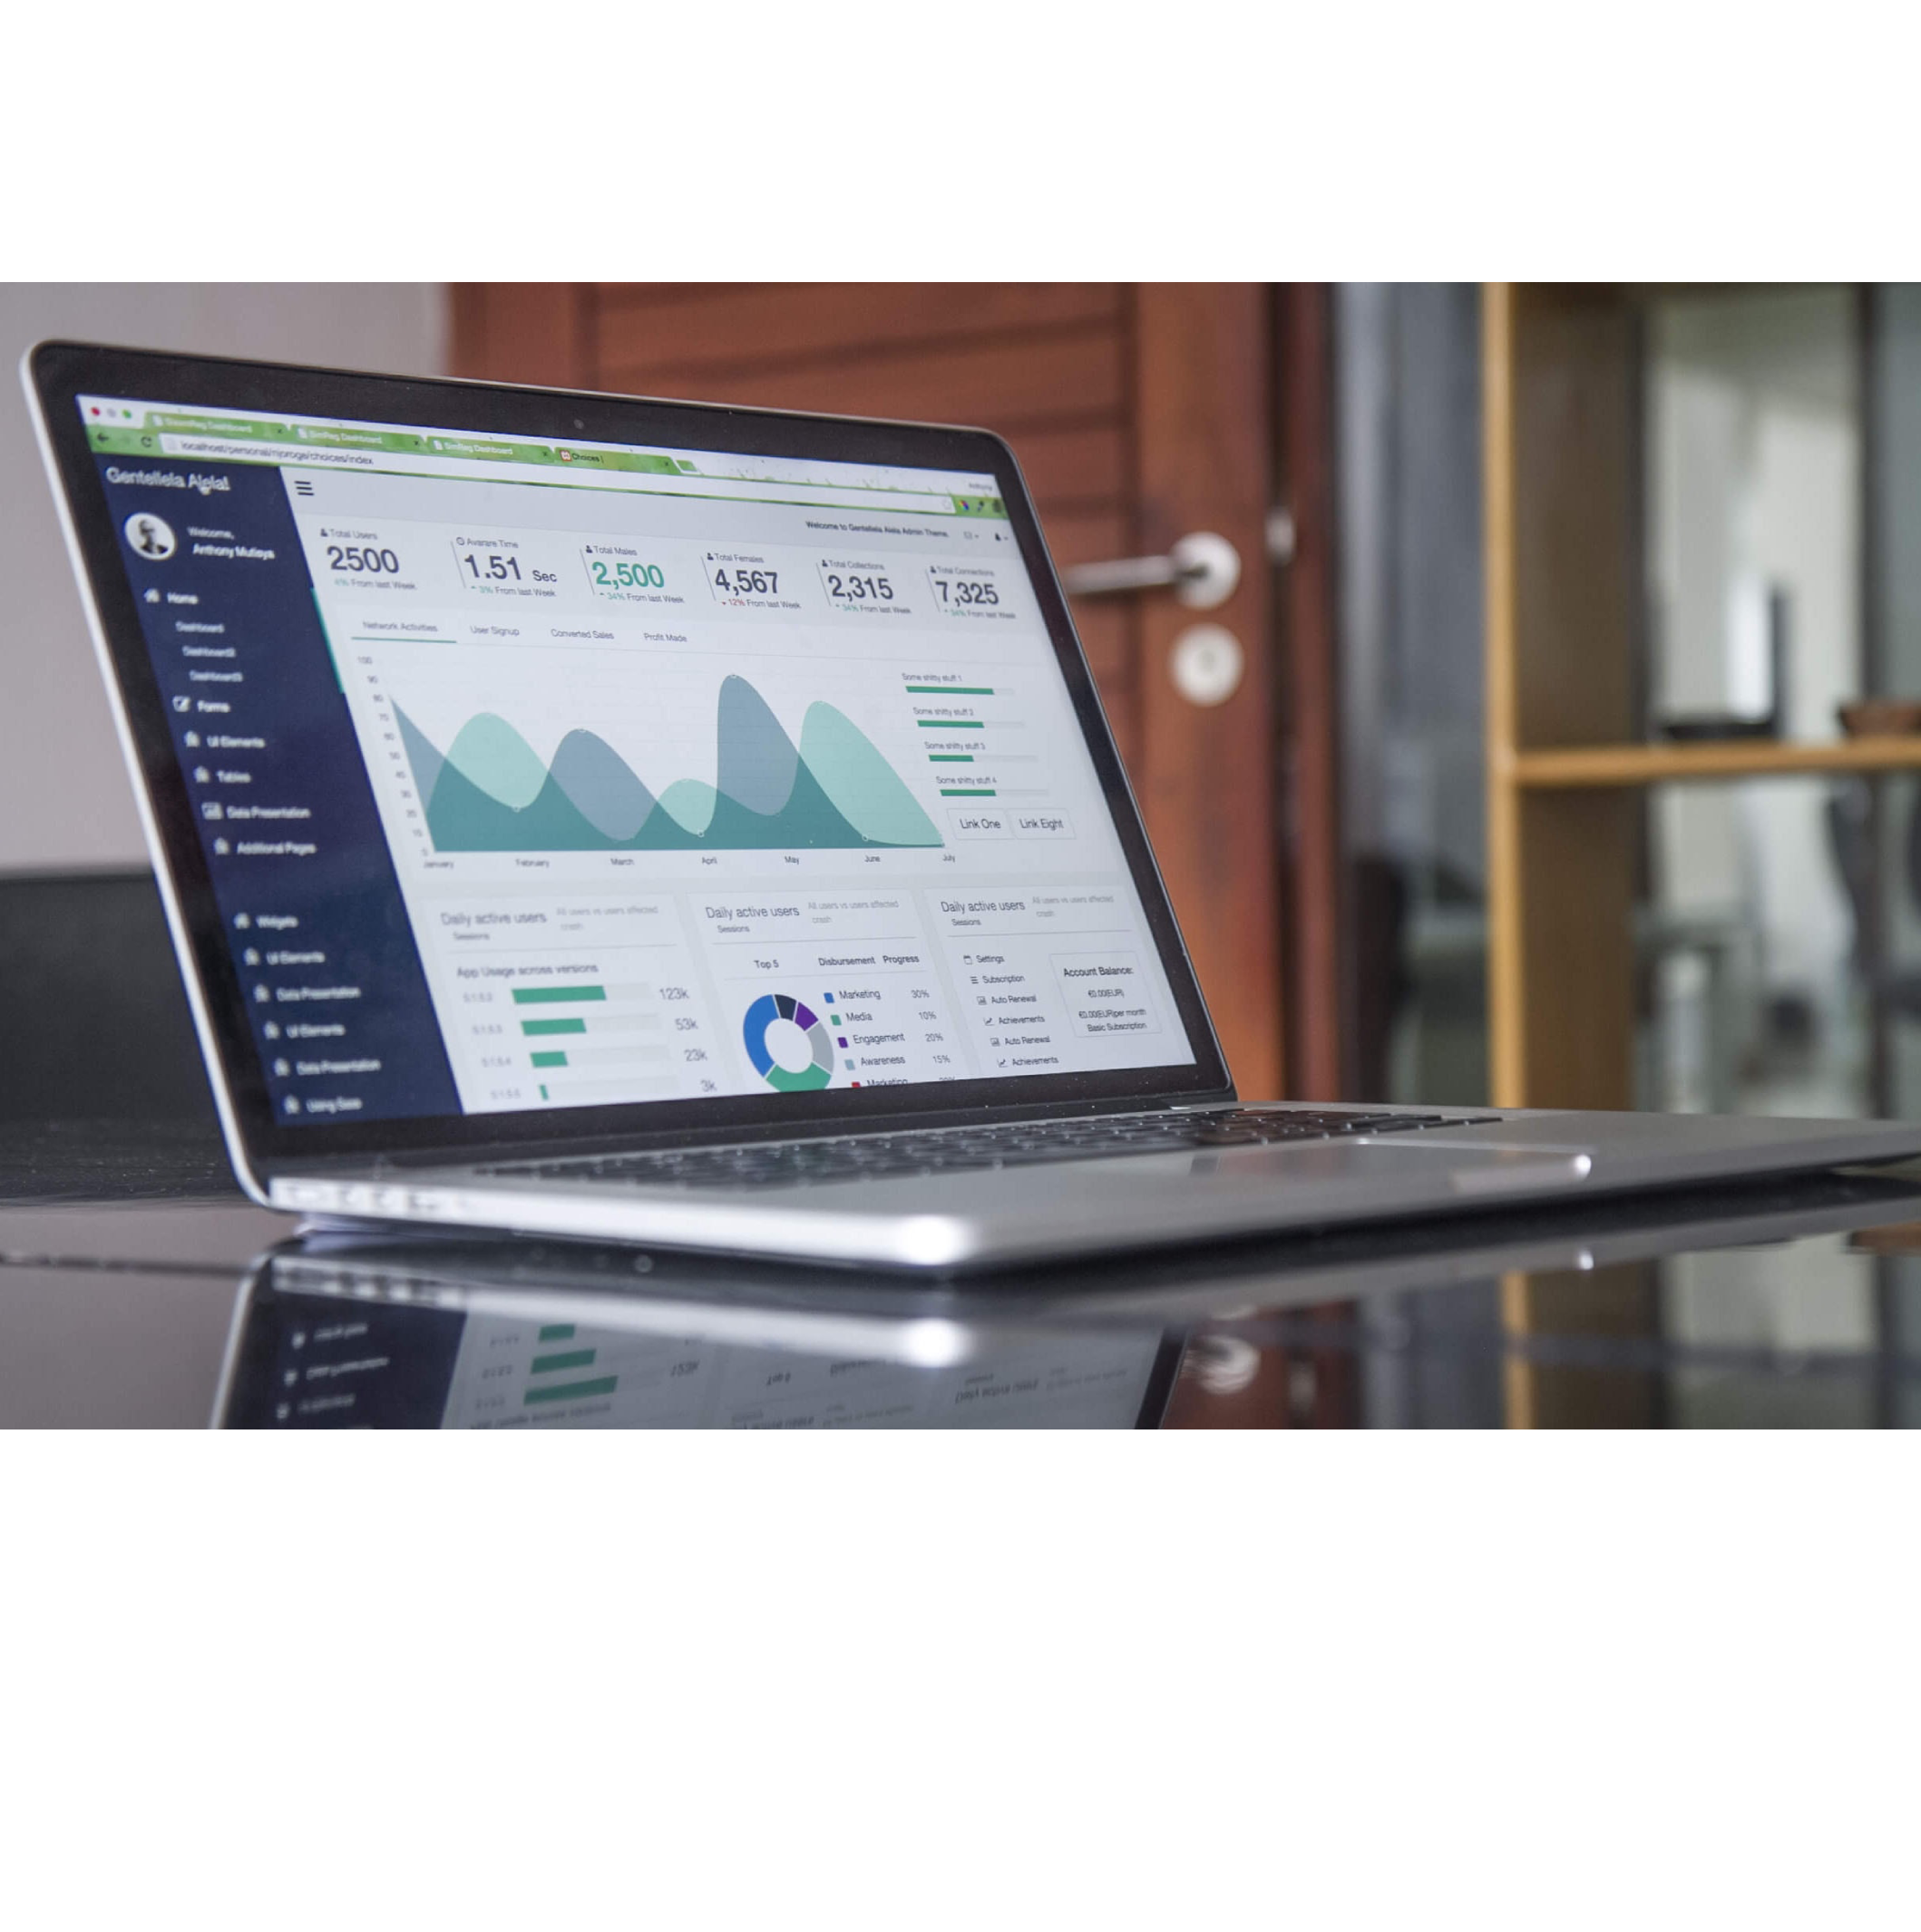 localhost/personal/njoroge/choices/index
Choices |
Gentellela Alela!
Welcome,
Anthony Mutisya
Home
Dashboard
Dashboard2
Dashboard3
Forms
UI Elements
Tables
Data Presentation
Additional Pages
Widgets
UI Elements
Data Presentation
UI Elements
Data Presentation
Welcome to Gentellela Alela Admin Theme.
Total Users
2500
4% From last Week
Avarare Time
1.51 Sec
3% From last Week
Total Males
2,500
34% From last Week
Total Females
4,567
12% From last Week
Total Collections
2,315
34% From last Week
Total Connections
7,325
34% From last Week
Network Activities
User Signup
Converted Sales
Profit Made
100
90
80
70
60
50
40
30
20
10
0
January
February
March
April
May
June
July
Some shitty stuff 1
Some shitty stuff 2
Some shitty stuff 3
Some shitty stuff 4
Link One
Link Eight
Daily active users All users vs users affected
Sessions crash
App Usage across versions
123k
53k
23k
3k
Daily active users All users vs users affected
Sessions crash
Top 5 Disbursement Progress
Marketing 30%
Media 10%
Engagement 20%
Awareness 15%
Marketing
Daily active users All users vs users affected
Sessions crash
Settings
Subscription
Auto Renewal
Achievements
Auto Renewal
Achievements
Account Balance:
€0.00(EUR)
€0.00(EUR)per month
Basic Subscription